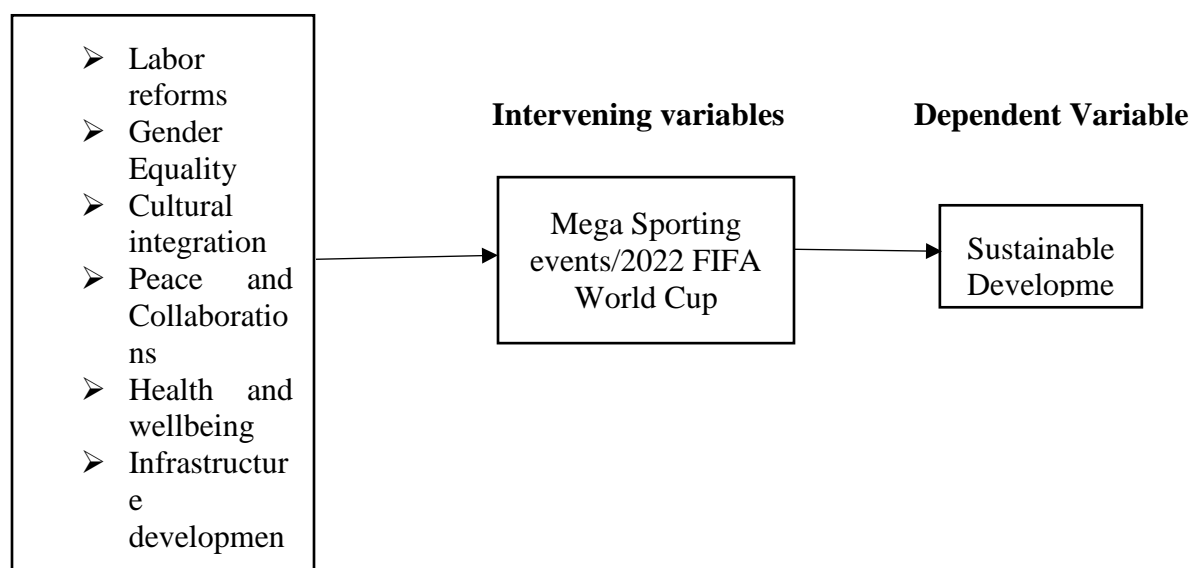 ➢ Labor
reforms
➢ Gender
Equality
➢ Cultural
integration
➢ Peace and
Collaboratio
ns
➢ Health and
wellbeing
➢ Infrastructur
e
developmen
Intervening variables
Mega Sporting
events/2022 FIFA
World Cup
Dependent Variable
Sustainable
Developme